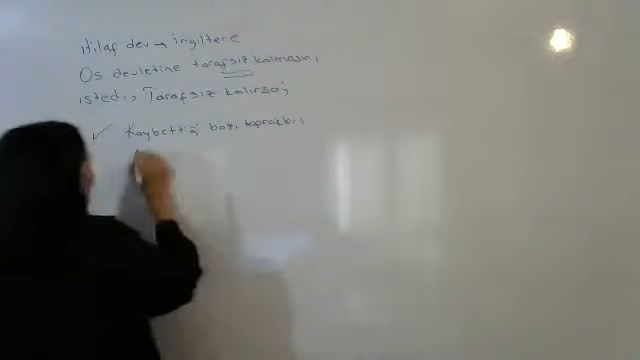 itilaf dev → ingiltere
Os devletine tarafsız kalmasını
istedi, Tarafsız kalırsa;
✓ Kaybettiği bazı toprakları